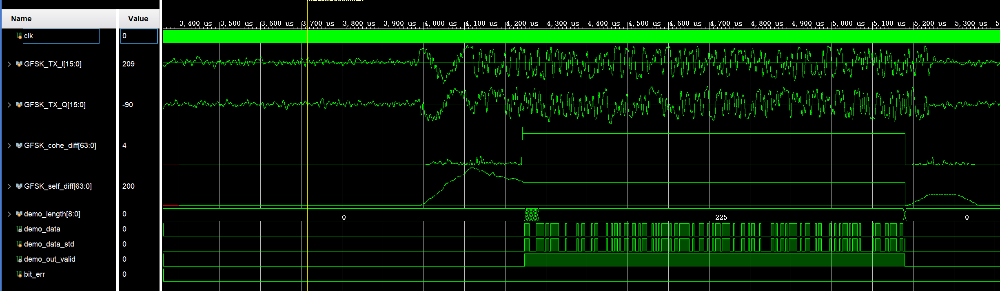 Name Value
3,400 us 3,500 us 3,600 us 3,700 us 3,800 us 3,900 us 4,000 us 4,100 us 4,200 us 4,300 us 4,400 us 4,500 us 4,600 us 4,700 us 4,800 us 4,900 us 5,000 us 5,100 us 5,200 us 5,300 us
clk 0
GFSK_TX_I[15:0] 209
GFSK_TX_Q[15:0] -90
GFSK_cohe_diff[63:0] 4
GFSK_self_diff[63:0] 200
demo_length[8:0] 0 0 225 0
demo_data 0
demo_data_std 0
demo_out_valid 0
bit_err 0